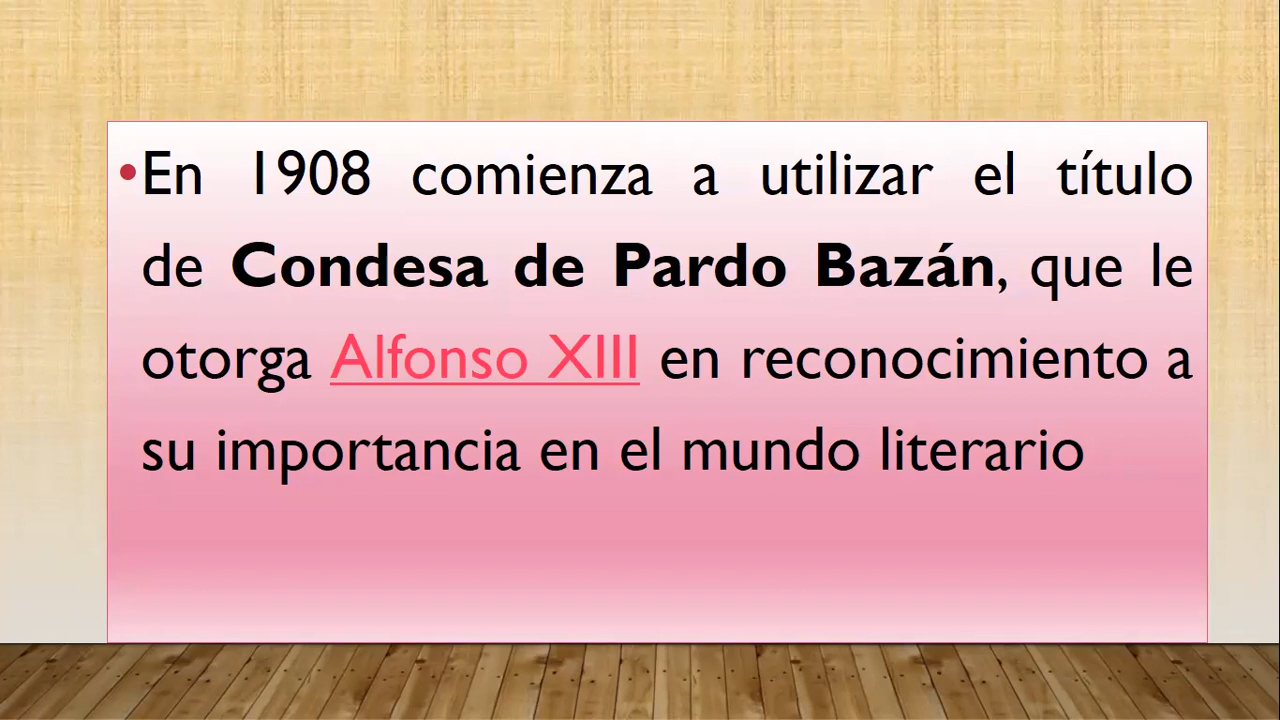 •En 1908 comienza a utilizar el título
de Condesa de Pardo Bazán, que le
otorga Alfonso XIII en reconocimiento a
su importancia en el mundo literario